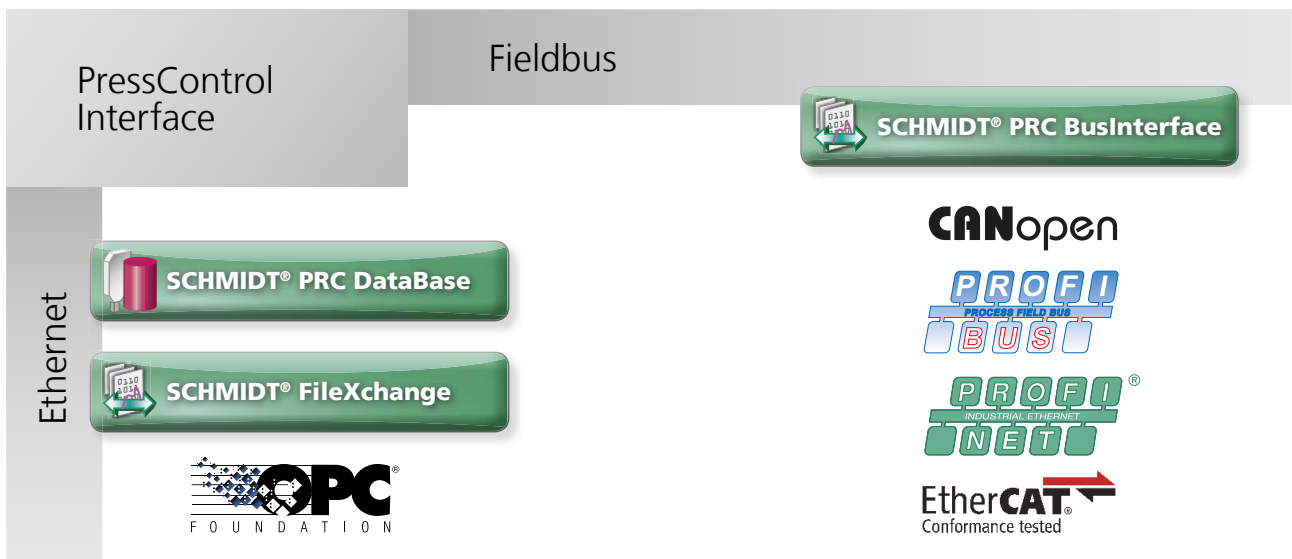 PressControl
Interface
Fieldbus
SCHMIDT® PRC BusInterface
Ethernet
SCHMIDT® PRC DataBase
SCHMIDT® FileXchange
OPC®
FOUNDATION
CANopen
PROFI
PROCESS FIELD BUS
BUS
PROFI®
INDUSTRIAL ETHERNET
NET
EtherCAT®
Conformance tested